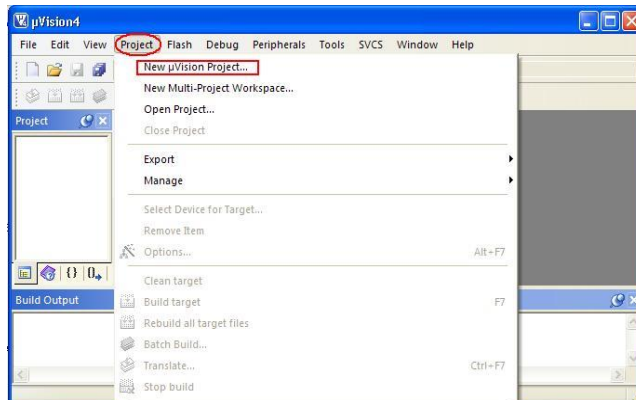 µVision4
File Edit View Project Flash Debug Peripherals Tools SVCS Window Help
Project
New µVision Project...
New Multi-Project Workspace...
Open Project...
Close Project
Export
Manage
Select Device for Target...
Remove Item
Options... Alt+F7
Clean target
Build target F7
Rebuild all target files
Batch Build...
Translate... Ctrl+F7
Stop build
Build Output